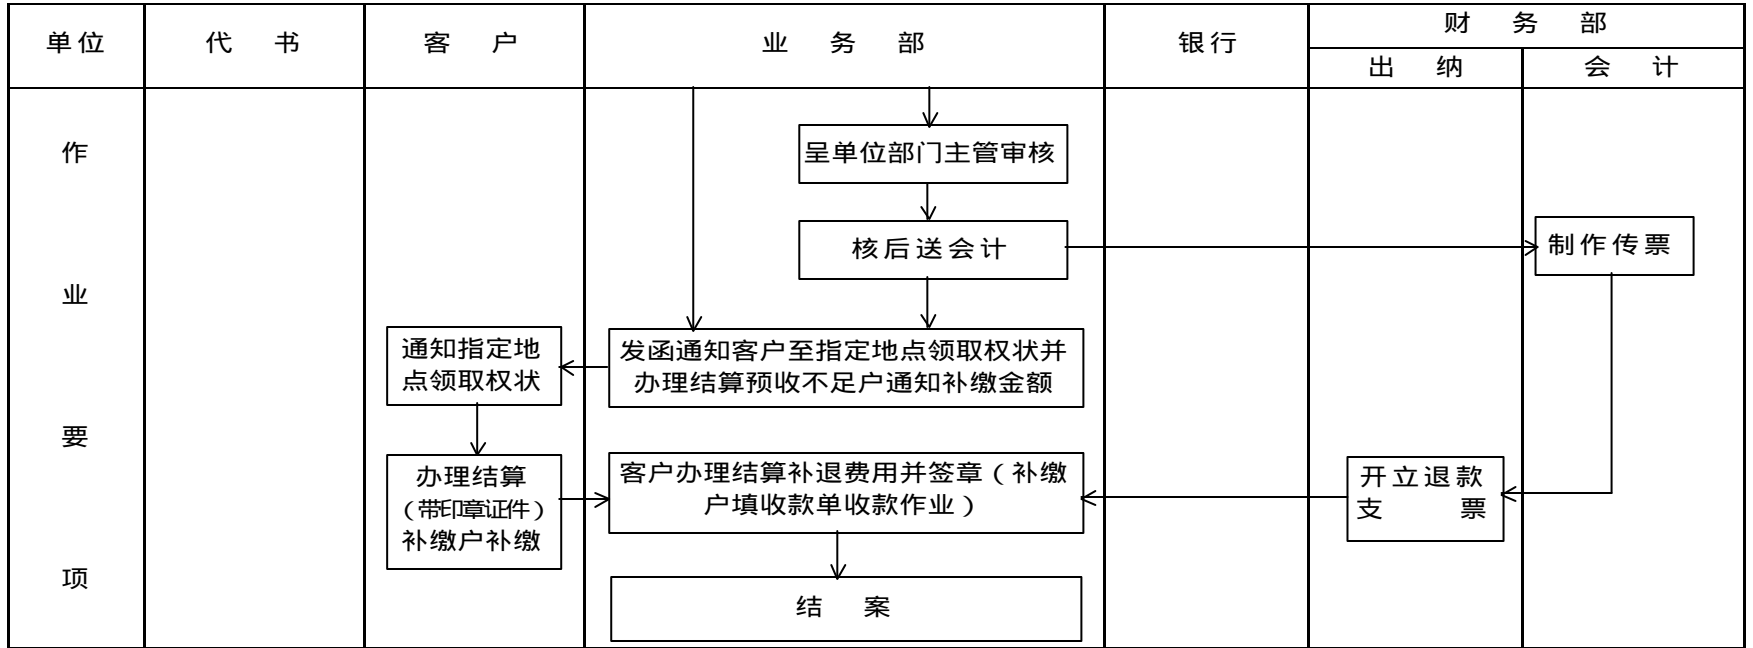 单位 代 书 客 户 业 务 部 银行 财 务 部
出 纳 会 计
作
业
要
项
呈单位部门主管审核
核后送会计
制作传票
通知指定地
点领取权状
发函通知客户至指定地点领取权状并
办理结算预收不足户通知补缴金额
办理结算
（带印章证件）
补缴户补缴
客户办理结算补退费用并签章（补缴
户填收款单收款作业）
开立退款
支 票
结 案